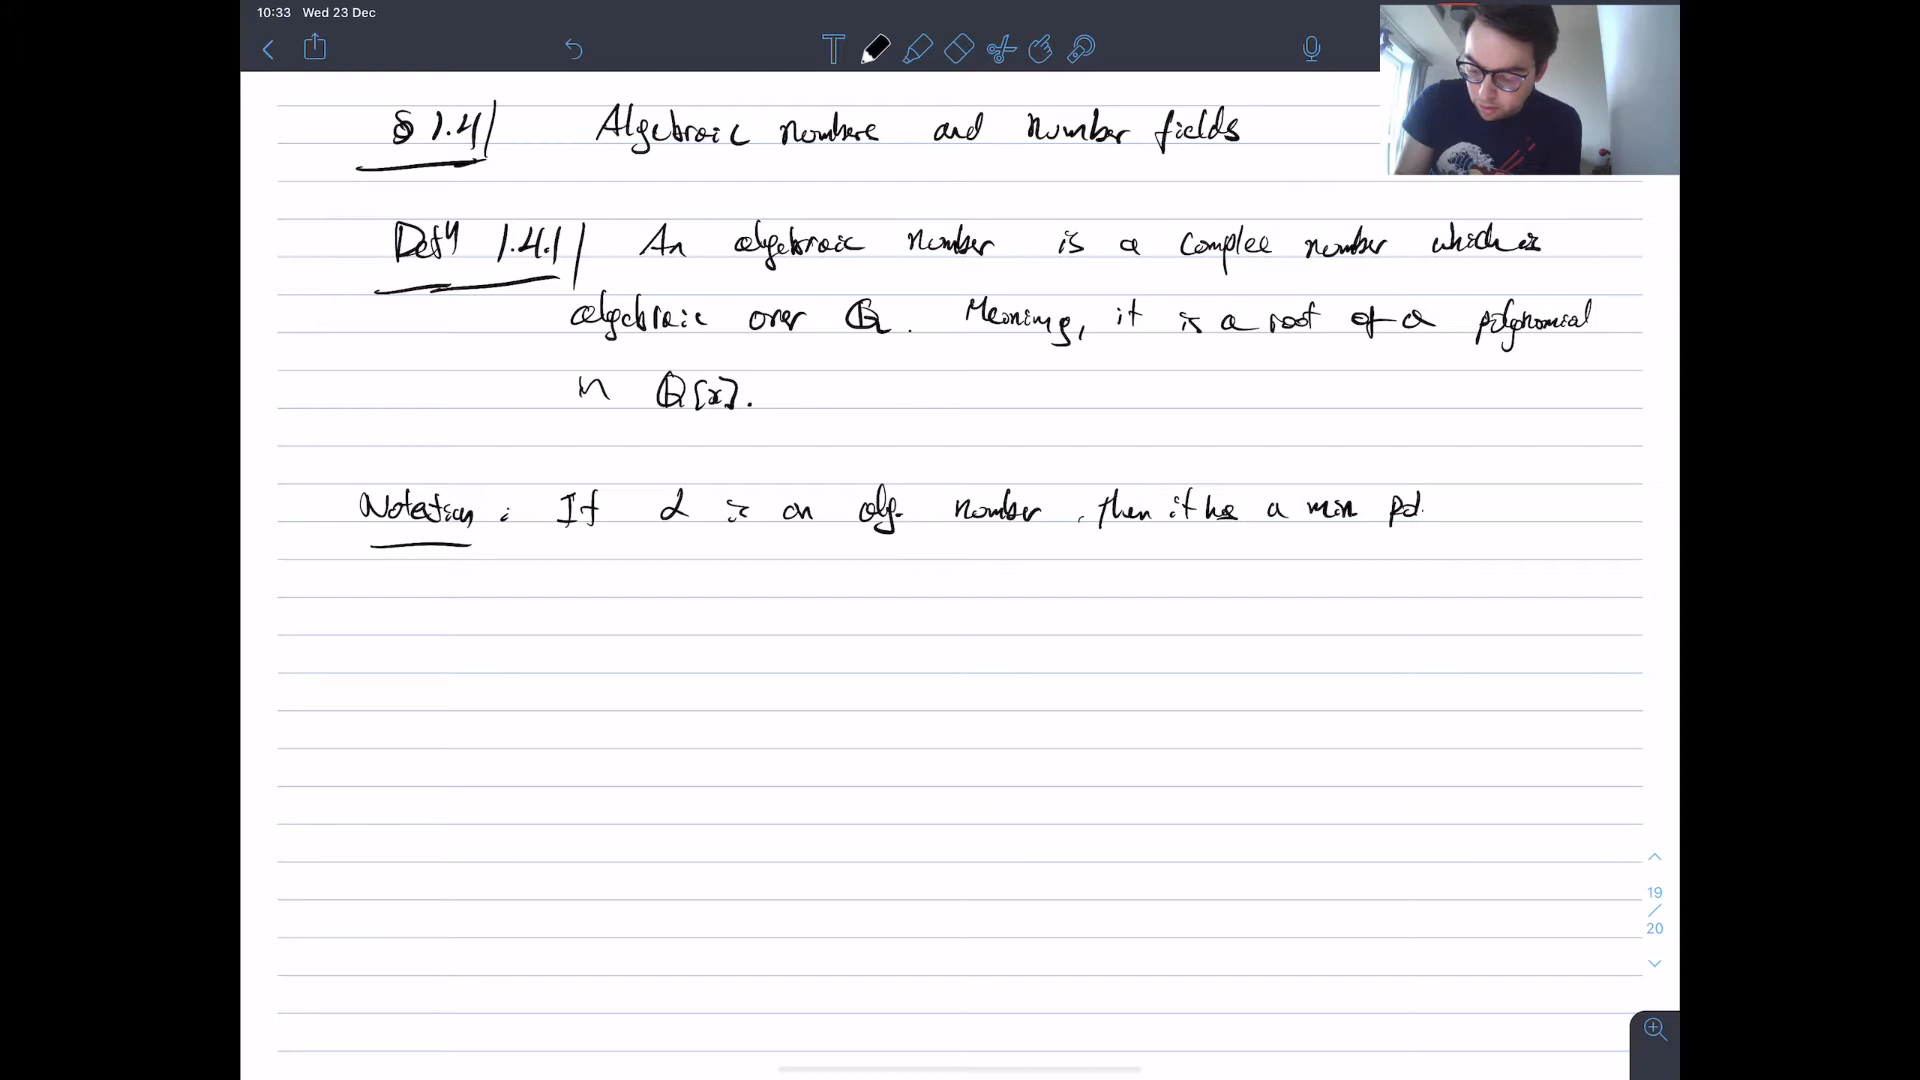 10:33 Wed 23 Dec
§ 1.4 Algebraic numbers and number fields
Defn 1.4.1 An algebraic number is a complex number which is
algebraic over ℚ. Meaning, it is a root of a polynomial
in ℚ[x].
Notation : If α is an alg. number, then it has a min pol.
19
/
20